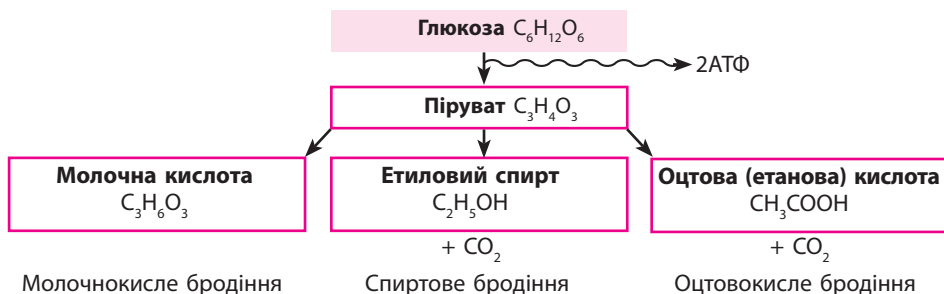 Глюкоза C₆H₁₂O₆
2АТФ
Піруват C₃H₄O₃
Молочна кислота
C₃H₆O₃
Етиловий спирт
C₂H₅OH
+ CO₂
Оцтова (етанова) кислота
CH₃COOH
+ CO₂
Молочнокисле бродіння
Спиртове бродіння
Оцтовокисле бродіння